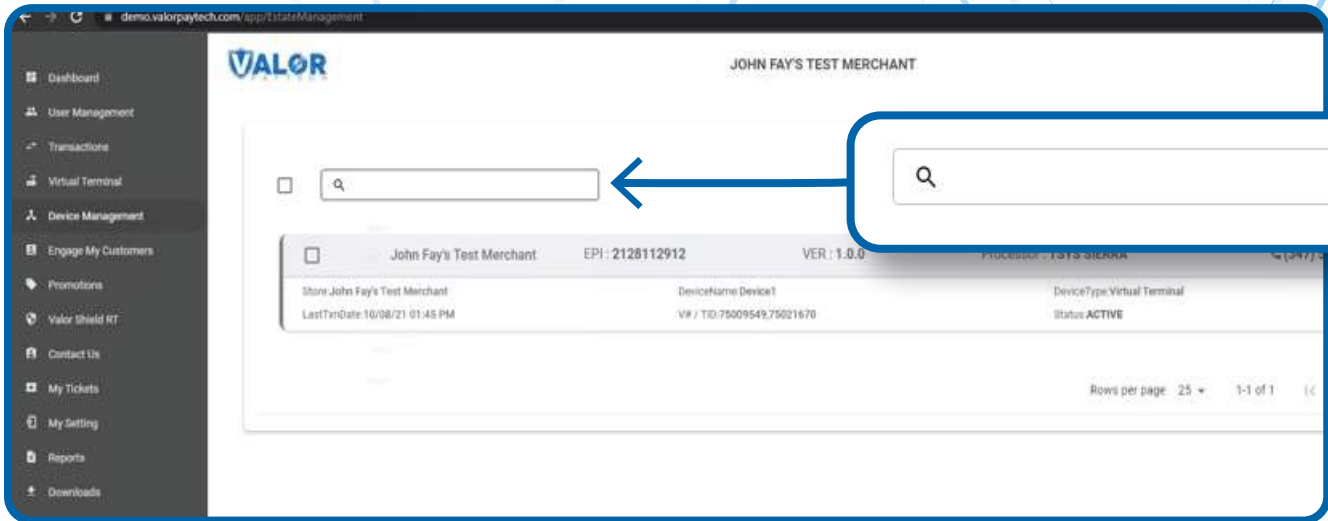 demo.valorpaytech.com/app/EstateManagement
Dashboard
User Management
Transactions
Virtual Terminal
Device Management
Engage My Customers
Promotions
Valor Shield RT
Contact Us
My Tickets
My Setting
Reports
Downloads
VALOR
JOHN FAY'S TEST MERCHANT
John Fay's Test Merchant EPI : 2128112912 VER : 1.0.0 Processor : TSYS SIERRA (347)
Store:John Fay's Test Merchant DeviceName:Device1 DeviceType:Virtual Terminal
LastTxnDate:10/08/21 01:45 PM V# / TID:75009549,75021670 Status:ACTIVE
Rows per page 25 1-1 of 1